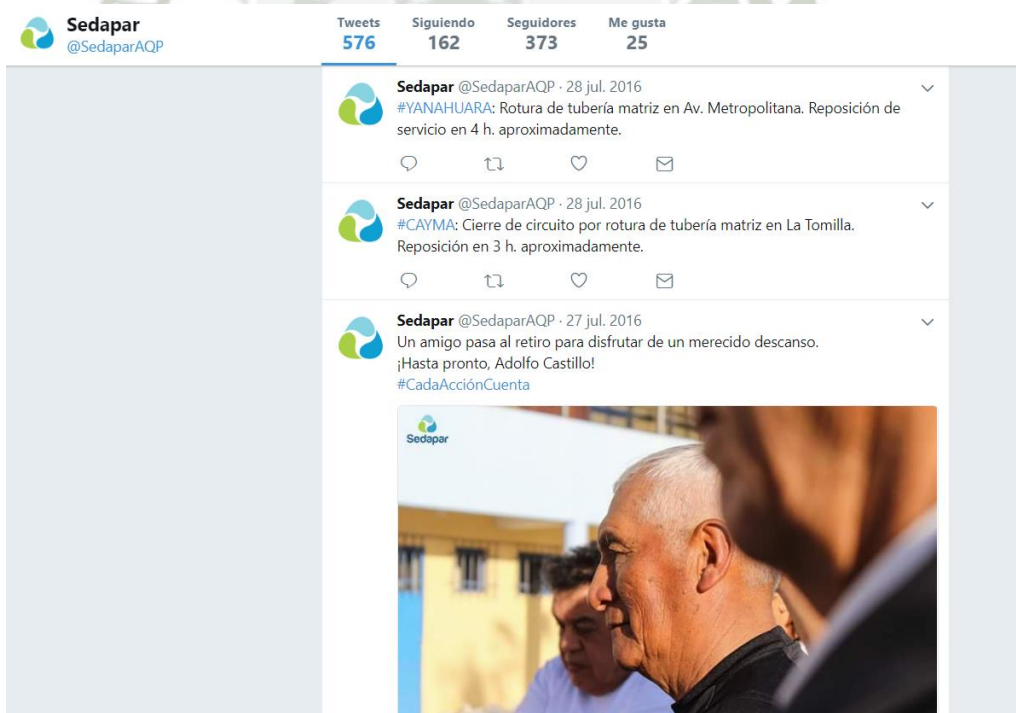 Sedapar
@SedaparAQP
Tweets Siguiendo Seguidores Me gusta
576 162 373 25
Sedapar @SedaparAQP · 28 jul. 2016
#YANAHUARA: Rotura de tubería matriz en Av. Metropolitana. Reposición de
servicio en 4 h. aproximadamente.
Sedapar @SedaparAQP · 28 jul. 2016
#CAYMA: Cierre de circuito por rotura de tubería matriz en La Tomilla.
Reposición en 3 h. aproximadamente.
Sedapar @SedaparAQP · 27 jul. 2016
Un amigo pasa al retiro para disfrutar de un merecido descanso.
¡Hasta pronto, Adolfo Castillo!
#CadaAcciónCuenta
Sedapar